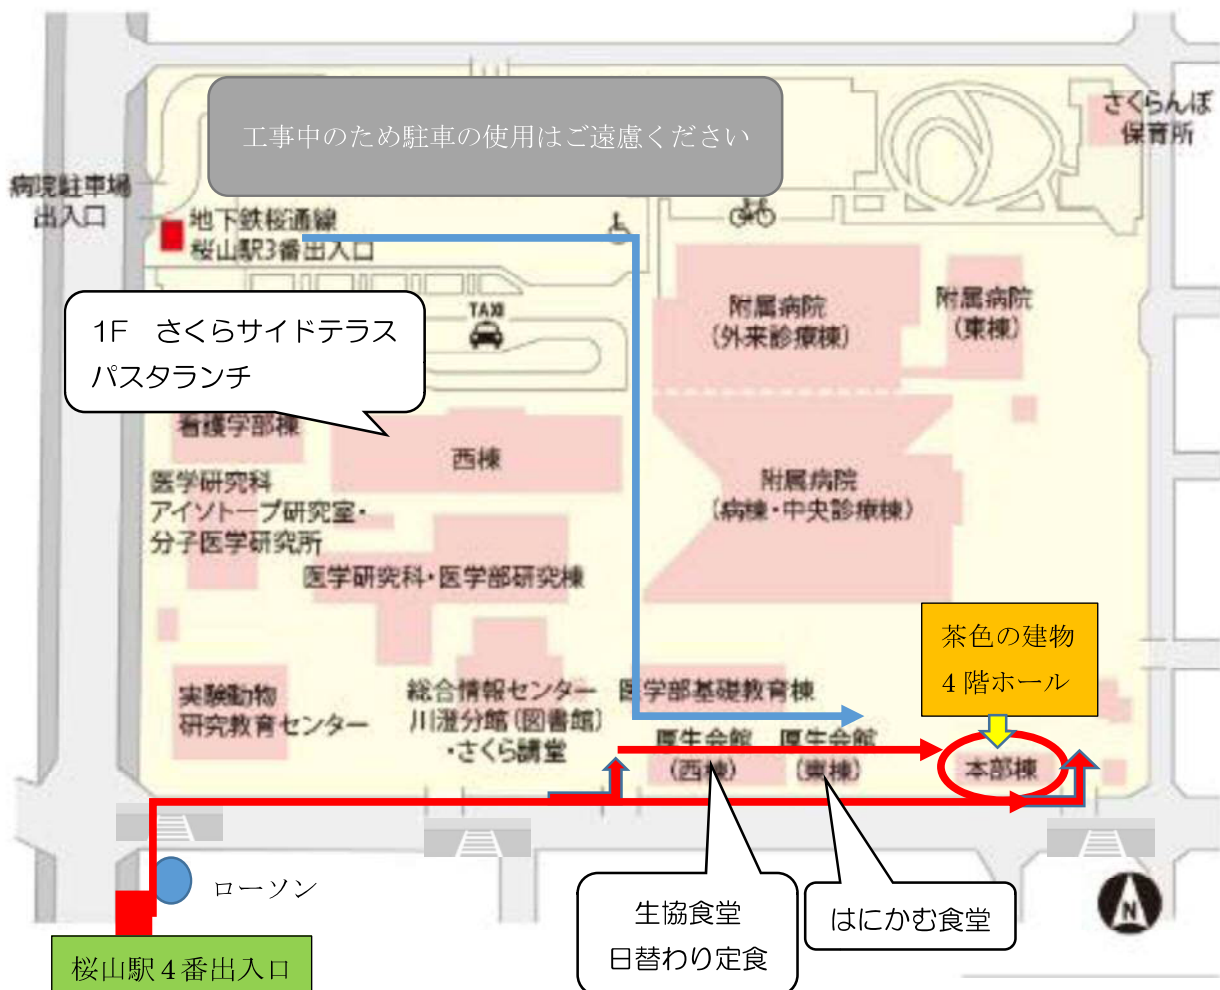 工事中のため駐車の使用はご遠慮ください
さくらんぼ
保育所
病院駐車場
出入口
地下鉄桜通線
桜山駅3番出入口
TAXI
1F さくらサイドテラス
パスタランチ
附属病院
(外来診療棟)
附属病院
(東棟)
看護学部棟
西棟
医学研究科
アイソトープ研究室・
分子医学研究所
附属病院
(病棟・中央診療棟)
医学研究科・医学部研究棟
茶色の建物
4階ホール
実験動物
研究教育センター
総合情報センター
川澄分館(図書館)
・さくら講堂
医学部基礎教育棟
厚生会館
(西棟)
厚生会館
(東棟)
本部棟
ローソン
生協食堂
日替わり定食
はにかむ食堂
N
桜山駅4番出入口